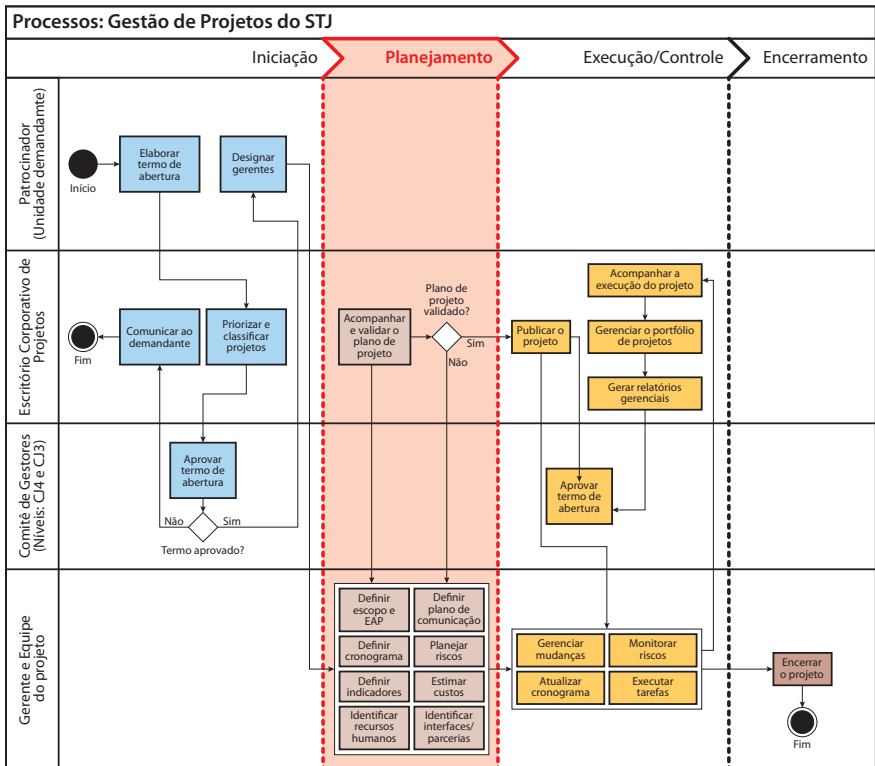 Processos: Gestão de Projetos do STJ
Iniciação
Planejamento
Execução/Controle
Encerramento
Patrocinador
(Unidade demandamte)
Início
Elaborar
termo de
abertura
Designar
gerentes
Escritório Corporativo de
Projetos
Fim
Comunicar ao
demandante
Priorizar e
classificar
projetos
Acompanhar
e validar o
plano de
projeto
Plano de
projeto
validado?
Sim
Não
Publicar o
projeto
Acompanhar a
execução do projeto
Gerenciar o portfólio
de projetos
Gerar relatórios
gerenciais
Comitê de Gestores
(Níveis: CJ4 e CJ3)
Aprovar
termo de
abertura
Não
Sim
Termo aprovado?
Aprovar
termo de
abertura
Gerente e Equipe
do projeto
Definir
escopo e
EAP
Definir
plano de
comunicação
Definir
cronograma
Planejar
riscos
Definir
indicadores
Estimar
custos
Identificar
recursos
humanos
Identificar
interfaces/
parcerias
Gerenciar
mudanças
Monitorar
riscos
Atualizar
cronograma
Executar
tarefas
Encerrar
o projeto
Fim